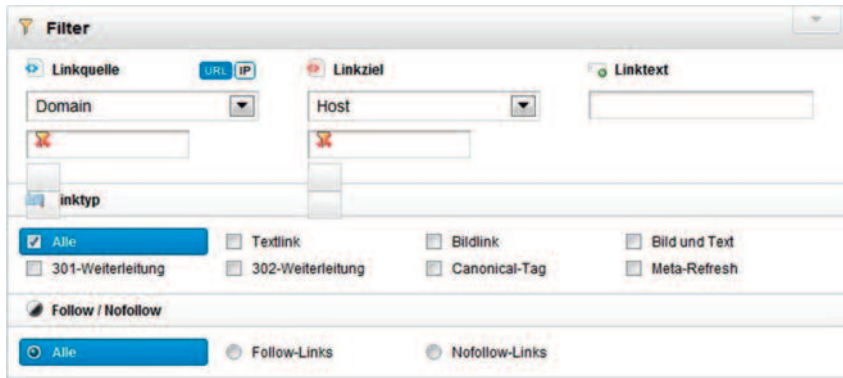 Filter
Linkquelle URL IP Linkziel Linktext
Domain Host
inktyp
Alle Textlink Bildlink Bild und Text
301-Weiterleitung 302-Weiterleitung Canonical-Tag Meta-Refresh
Follow / Nofollow
Alle Follow-Links Nofollow-Links